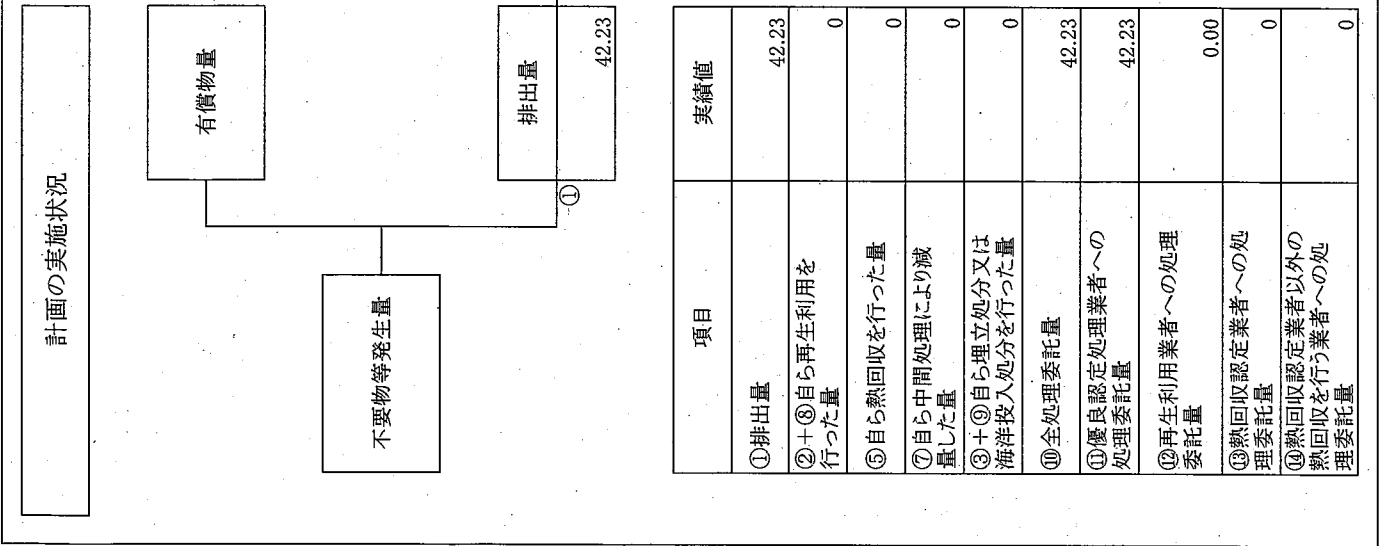 計画の実施状況
有償物量
不要物等発生量
排出量
①
42.23
項目
実績値
①排出量
42.23
②+⑧自ら再生利用を
行った量
0
⑤自ら熱回収を行った量
0
⑦自ら中間処理により減
量した量
0
③+⑨自ら埋立処分又は
海洋投入処分を行った量
0
⑩全処理委託量
42.23
⑪優良認定処理業者への
処理委託量
42.23
⑫再生利用業者への処理
委託量
0.00
⑬熱回収認定業者への処
理委託量
0
⑭熱回収認定業者以外の
熱回収を行う業者への処
理委託量
0